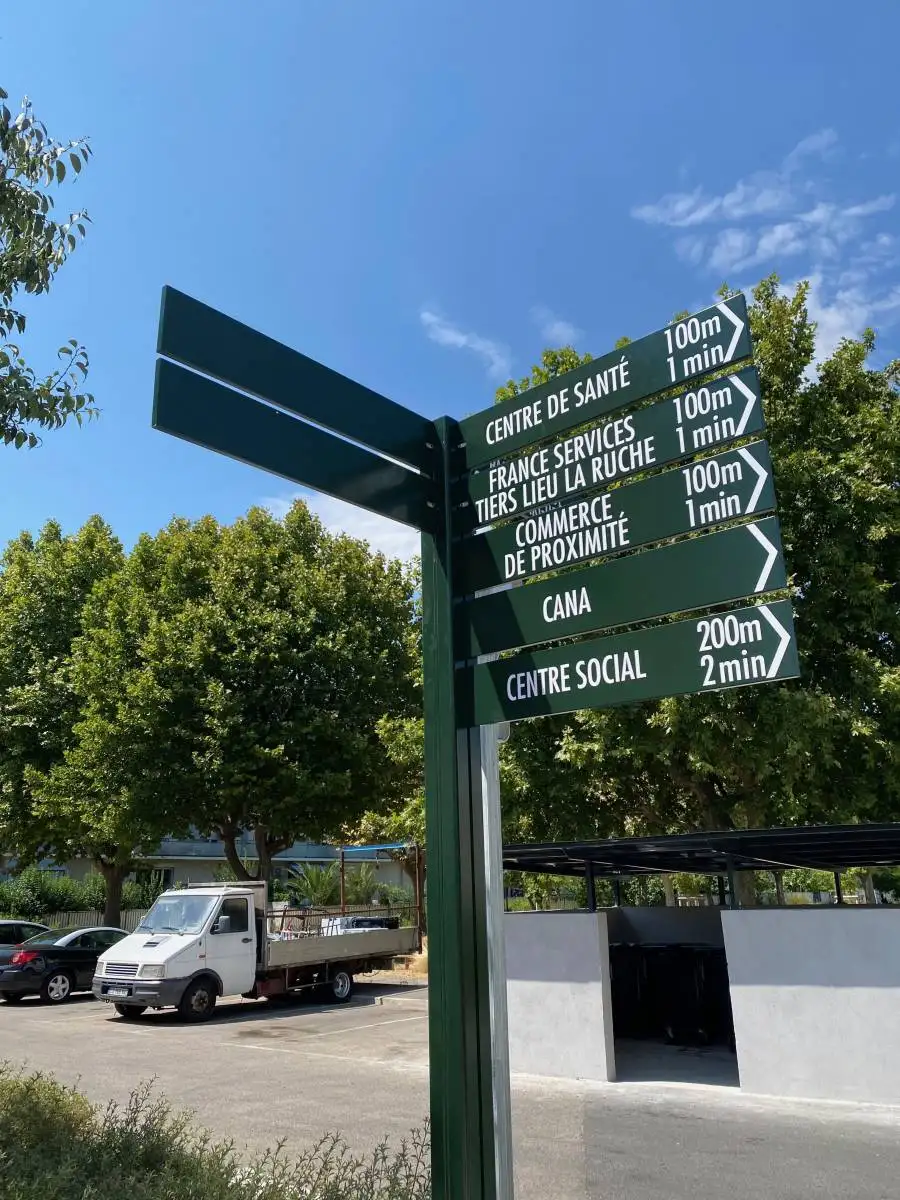 CENTRE DE SANTÉ
100m
1 min
FRANCE SERVICES
TIERS LIEU LA RUCHE
100m
1 min
COMMERCE
DE PROXIMITÉ
100m
1 min
CANA
CENTRE SOCIAL
200m
2 min